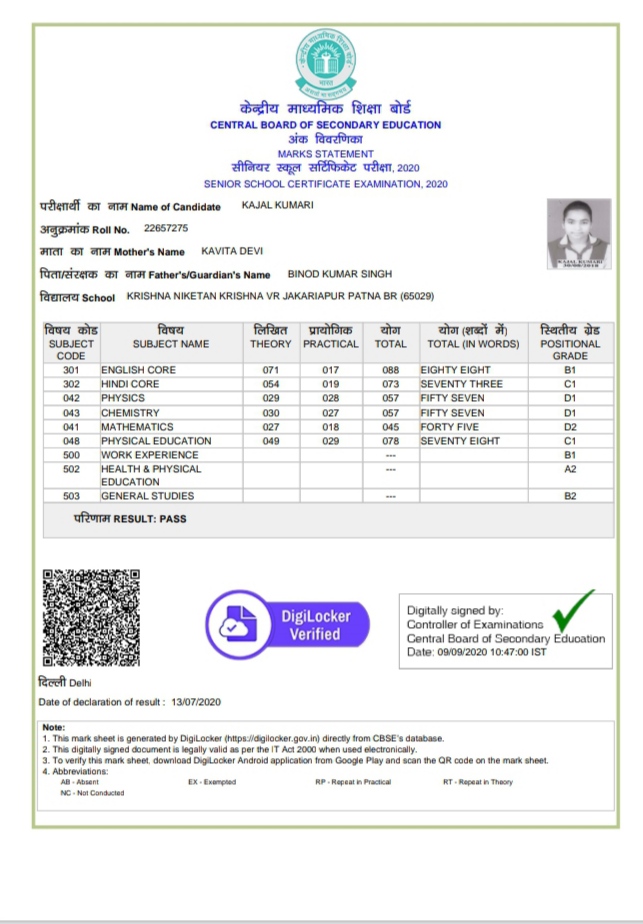 केन्द्रीय माध्यमिक शिक्षा बोर्ड
भारत
केन्द्रीय माध्यमिक शिक्षा बोर्ड
CENTRAL BOARD OF SECONDARY EDUCATION
अंक विवरणिका
MARKS STATEMENT
सीनियर स्कूल सर्टिफिकेट परीक्षा, 2020
SENIOR SCHOOL CERTIFICATE EXAMINATION, 2020
परीक्षार्थी का नाम Name of Candidate KAJAL KUMARI
अनुक्रमांक Roll No. 22657275
माता का नाम Mother's Name KAVITA DEVI
पिता/संरक्षक का नाम Father's/Guardian's Name BINOD KUMAR SINGH
विद्यालय School KRISHNA NIKETAN KRISHNA VR JAKARIAPUR PATNA BR (65029)
KAJAL KUMARI
विषय कोड विषय लिखित प्रायोगिक योग योग (शब्दों में) स्थितीय ग्रेड
SUBJECT SUBJECT NAME THEORY PRACTICAL TOTAL TOTAL (IN WORDS) POSITIONAL
CODE GRADE
301 ENGLISH CORE 071 017 088 EIGHTY EIGHT B1
302 HINDI CORE 054 019 073 SEVENTY THREE C1
042 PHYSICS 029 028 057 FIFTY SEVEN D1
043 CHEMISTRY 030 027 057 FIFTY SEVEN D1
041 MATHEMATICS 027 018 045 FORTY FIVE D2
048 PHYSICAL EDUCATION 049 029 078 SEVENTY EIGHT C1
500 WORK EXPERIENCE --- B1
502 HEALTH & PHYSICAL --- A2
EDUCATION
503 GENERAL STUDIES --- B2
परिणाम RESULT: PASS
DigiLocker
Verified
Digitally signed by:
Controller of Examinations
Central Board of Secondary Education
Date: 09/09/2020 10:47:00 IST
दिल्ली Delhi
Date of declaration of result : 13/07/2020
Note:
1. This mark sheet is generated by DigiLocker (https://digilocker.gov.in) directly from CBSE's database.
2. This digitally signed document is legally valid as per the IT Act 2000 when used electronically.
3. To verify this mark sheet, download DigiLocker Android application from Google Play and scan the QR code on the mark sheet.
4. Abbreviations:
AB - Absent EX - Exempted RP - Repeat in Practical RT - Repeat in Theory
NC - Not Conducted